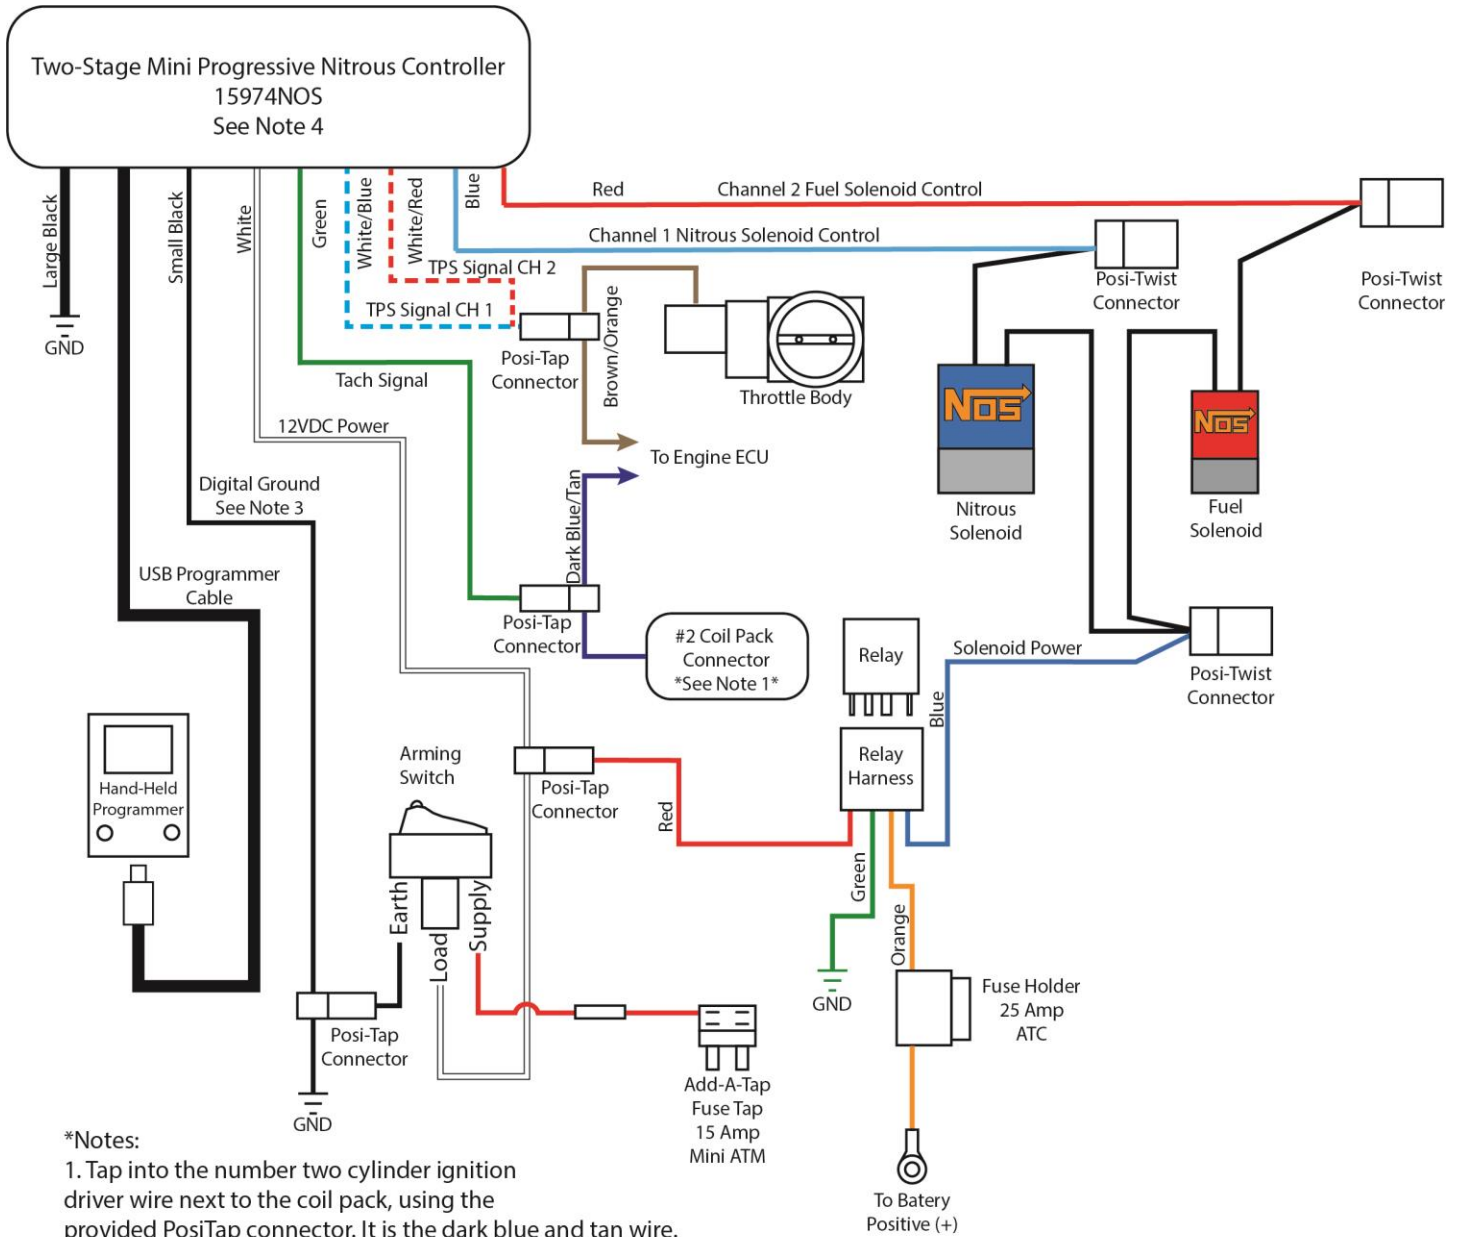 Two-Stage Mini Progressive Nitrous Controller
15974NOS
See Note 4
Large Black
Small Black
White
Green
White/Blue
White/Red
Blue
Red
Channel 2 Fuel Solenoid Control
Channel 1 Nitrous Solenoid Control
TPS Signal CH 2
TPS Signal CH 1
Posi-Twist
Connector
Posi-Twist
Connector
GND
Posi-Tap
Connector
Brown/Orange
Throttle Body
Tach Signal
12VDC Power
To Engine ECU
NOS
NOS
Nitrous
Solenoid
Fuel
Solenoid
Digital Ground
See Note 3
Dark Blue/Tan
USB Programmer
Cable
Posi-Tap
Connector
#2 Coil Pack
Connector
*See Note 1*
Relay
Solenoid Power
Posi-Twist
Connector
Blue
Relay
Harness
Arming
Switch
Posi-Tap
Connector
Red
Hand-Held
Programmer
Earth
Load
Supply
Green
Orange
GND
Fuse Holder
25 Amp
ATC
Posi-Tap
Connector
Add-A-Tap
Fuse Tap
15 Amp
Mini ATM
GND
To Batery
Positive (+)
*Notes:
1. Tap into the number two cylinder ignition
driver wire next to the coil pack, using the
provided PosiTap connector. It is the dark blue and tan wire.